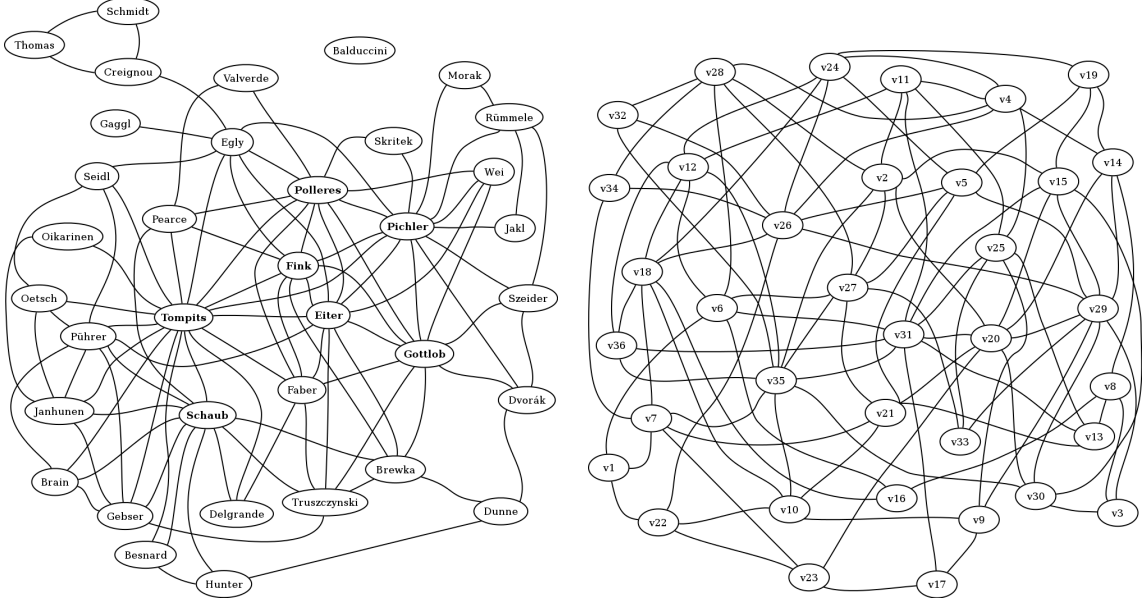 Schmidt
Thomas
Balduccini
Creignou
Valverde
Morak
Gaggl
Rümmele
Egly
Skritek
Seidl
Wei
Polleres
Pearce
Pichler
Jakl
Oikarinen
Fink
Oetsch
Szeider
Tompits
Eiter
Pührer
Gottlob
Faber
Dvorák
Janhunen
Schaub
Brewka
Brain
Truszczynski
Gebser
Delgrande
Dunne
Besnard
Hunter
v24
v28
v11
v19
v4
v32
v12
v14
v34
v2
v5
v15
v26
v25
v18
v27
v6
v29
v31
v36
v20
v35
v8
v7
v21
v13
v33
v1
v16
v30
v10
v3
v22
v9
v23
v17